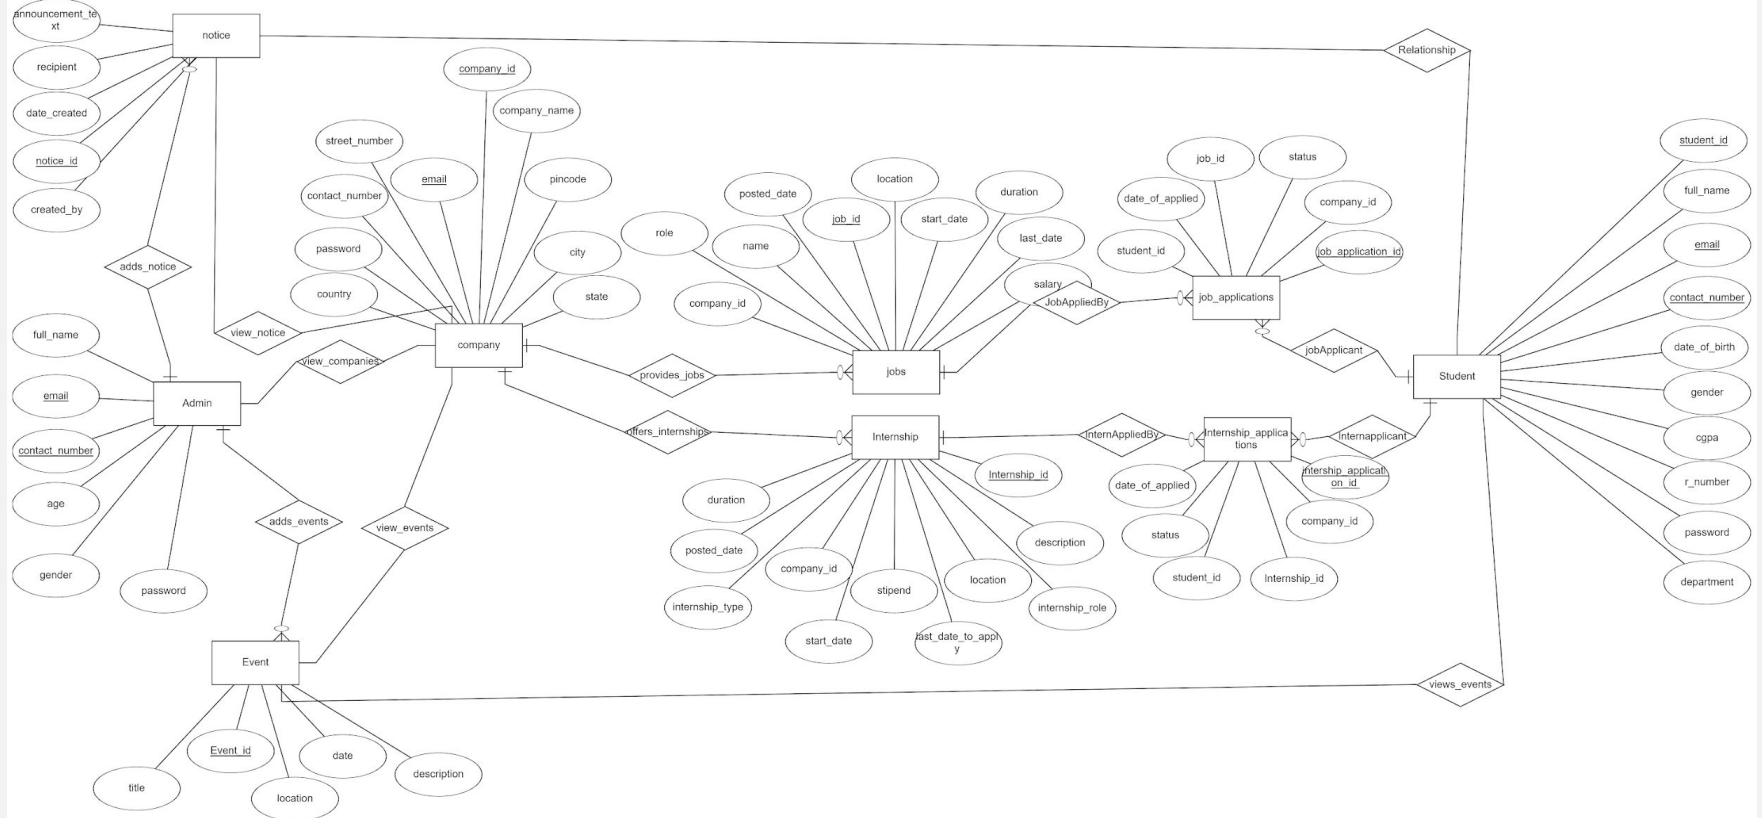 announcement_te
xt
notice
recipient
date_created
notice_id
created_by
adds_notice
Relationship
company_id
company_name
street_number
email
pincode
contact_number
password
city
country
state
view_notice
view_companies
company
full_name
email
Admin
contact_number
age
gender
password
adds_events
view_events
Event
Event_id
title
location
date
description
provides_jobs
offers_internships
role
posted_date
location
duration
name
job_id
start_date
last_date
company_id
salary
jobs
JobAppliedBy
job_id
status
date_of_applied
company_id
student_id
job_application_id
job_applications
jobApplicant
Internship
InternAppliedBy
Internship_applica
tions
Internapplicant
duration
posted_date
internship_type
company_id
start_date
stipend
last_date_to_appl
y
location
internship_role
description
Internship_id
date_of_applied
status
student_id
Internship_id
company_id
intership_applicati
on_id
Student
student_id
full_name
email
contact_number
date_of_birth
gender
cgpa
r_number
password
department
views_events